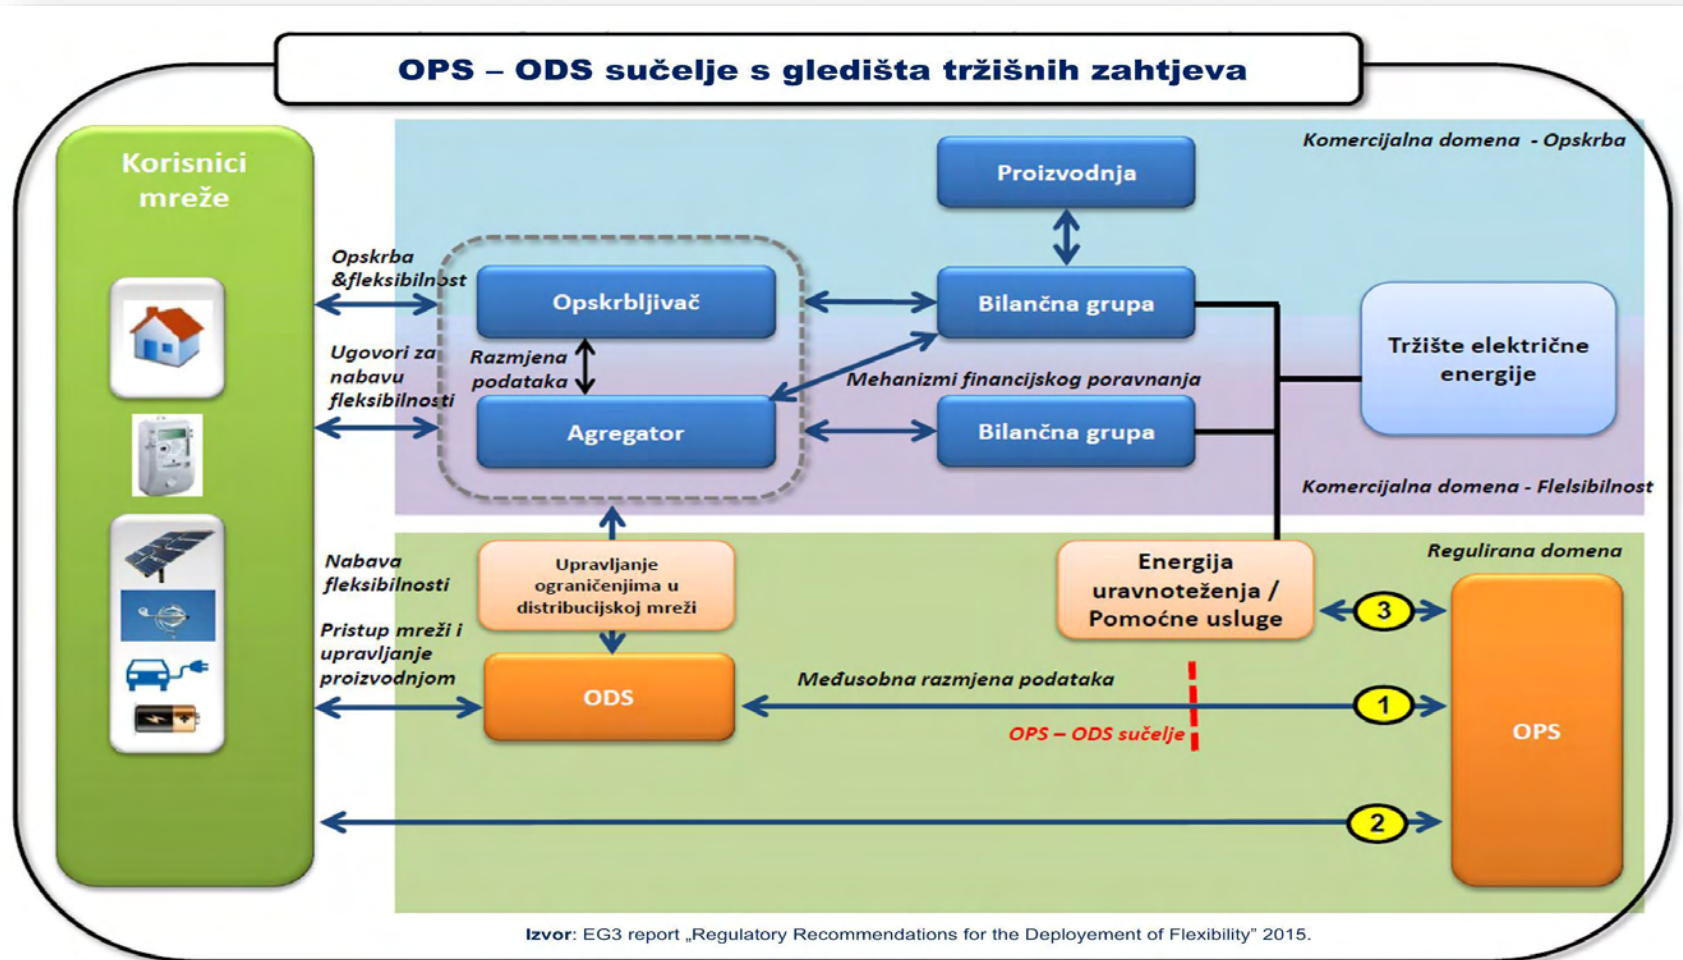 OPS – ODS sučelje s gledišta tržišnih zahtjeva
Korisnici
mreže
Komercijalna domena - Opskrba
Proizvodnja
Opskrba
&fleksibilnost
Opskrbljivač
Bilančna grupa
Tržište električne
energije
Ugovori za
nabavu
fleksibilnosti
Razmjena
podataka
Mehanizmi financijskog poravnanja
Agregator
Bilančna grupa
Komercijalna domena - Flelsibilnost
Nabava
fleksibilnosti
Upravljanje
ograničenjima u
distribucijskoj mreži
Energija
uravnoteženja /
Pomoćne usluge
Regulirana domena
3
Pristup mreži i
upravljanje
proizvodnjom
ODS
Međusobna razmjena podataka
1
OPS – ODS sučelje
OPS
2
Izvor: EG3 report „Regulatory Recommendations for the Deployement of Flexibility” 2015.